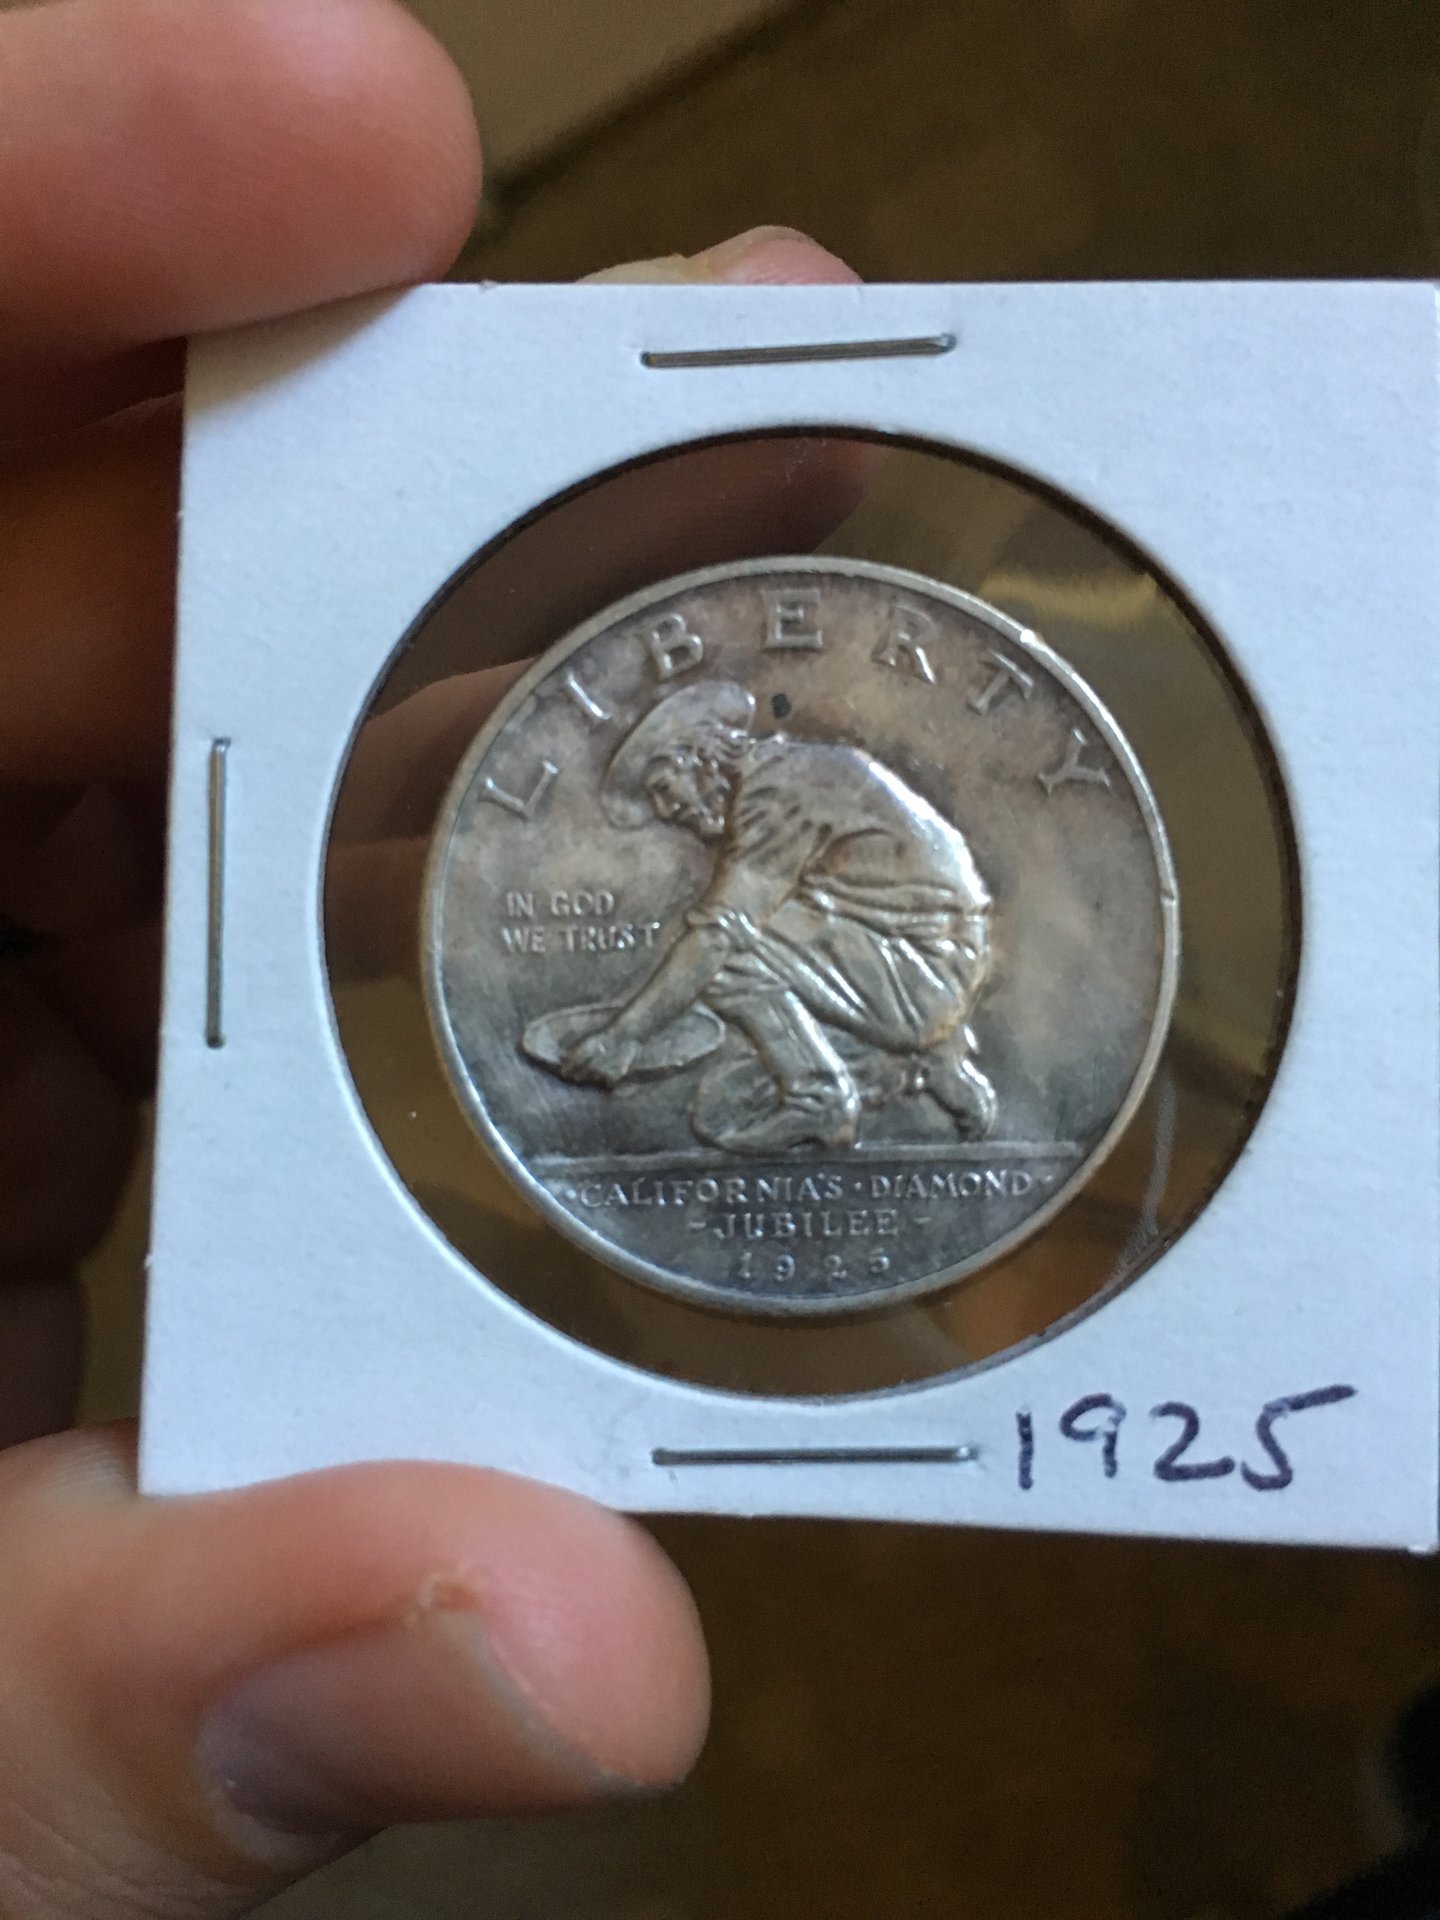 LIBERTY
IN GOD
WE TRUST
·CALIFORNIA'S·DIAMOND·
-JUBILEE-
1925
1925